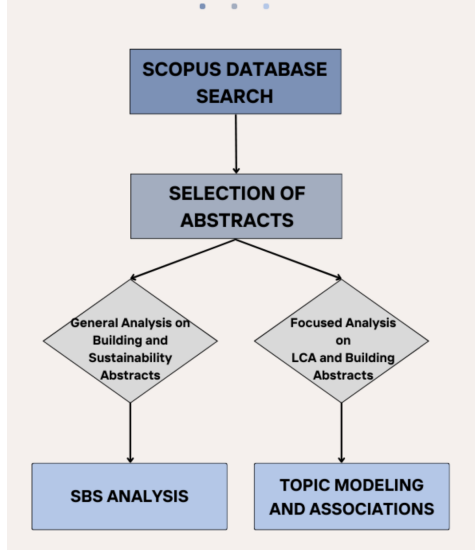 SCOPUS DATABASE
SEARCH
SELECTION OF
ABSTRACTS
General Analysis on
Building and
Sustainability
Abstracts
Focused Analysis
on
LCA and Building
Abstracts
SBS ANALYSIS
TOPIC MODELING
AND ASSOCIATIONS